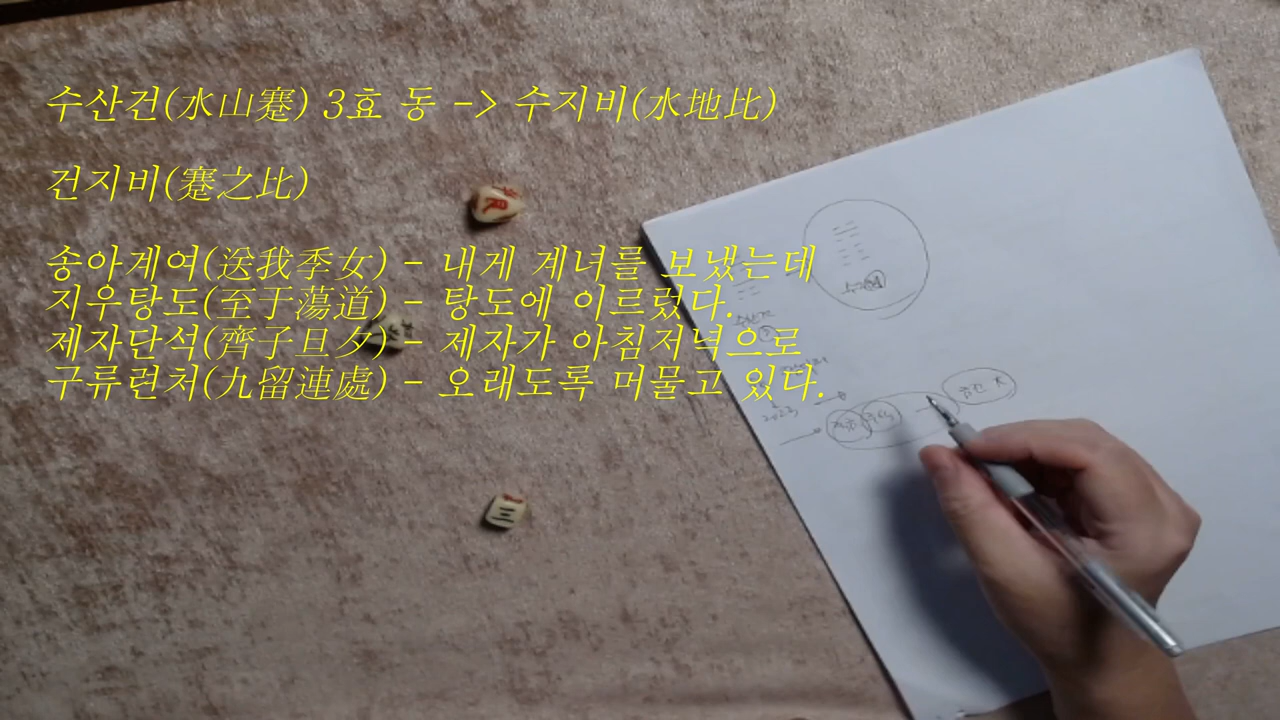 수산건(水山蹇) 3효 동 -> 수지비(水地比)
건지비(蹇之比)
송아계여(送我季女) - 내게 계녀를 보냈는데
지우탕도(至于蕩道) - 탕도에 이르렀다.
제자단석(齊子旦夕) - 제자가 아침저녁으로
구류련처(九留連處) - 오래도록 머물고 있다.
三